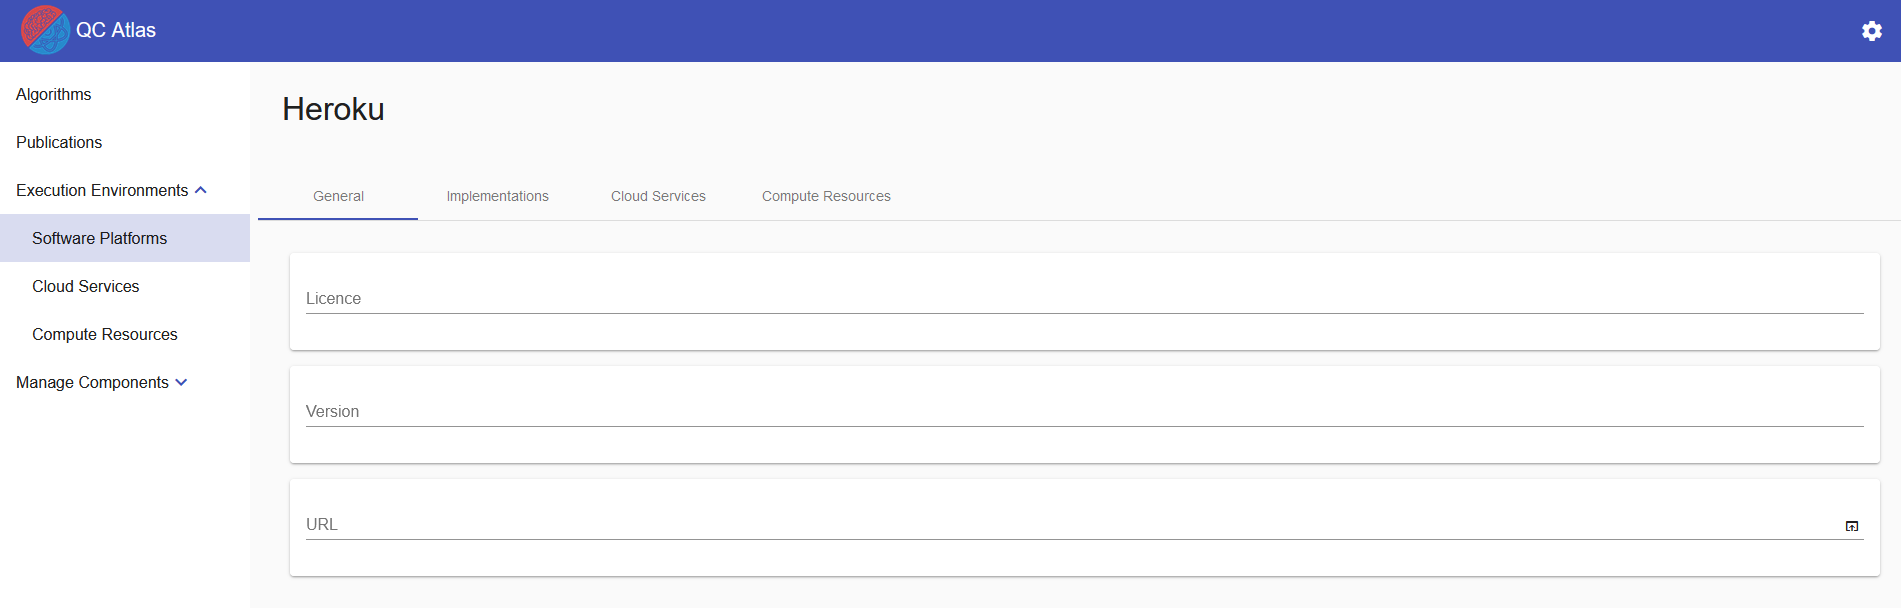 QC Atlas
Algorithms
Publications
Execution Environments
Software Platforms
Cloud Services
Compute Resources
Manage Components
Heroku
General Implementations Cloud Services Compute Resources
Licence
Version
URL